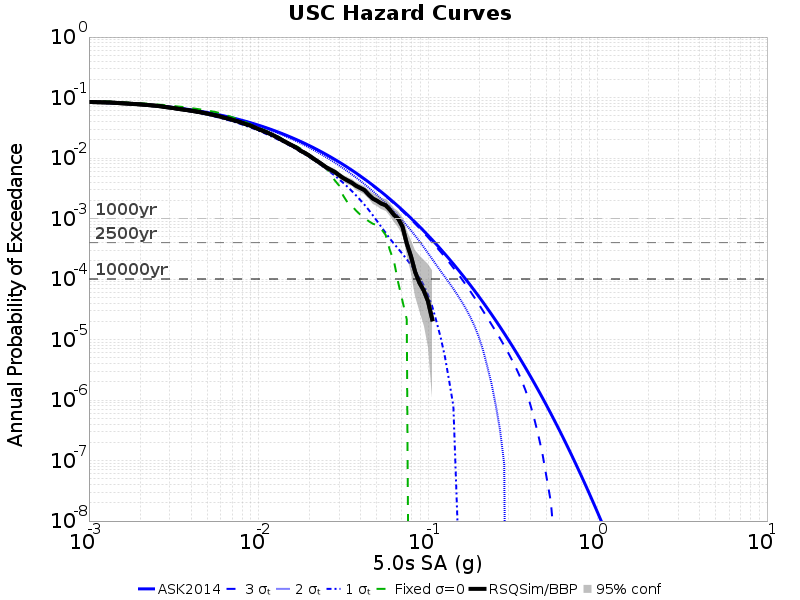 USC Hazard Curves
10^0
10^-1
10^-2
10^-3
10^-4
10^-5
10^-6
10^-7
10^-8
Annual Probability of Exceedance
1000yr
2500yr
10000yr
10^-3 10^-2 10^-1 10^0 10^1
5.0s SA (g)
ASK2014 3 σₜ 2 σₜ 1 σₜ Fixed σ=0 RSQSim/BBP 95% conf